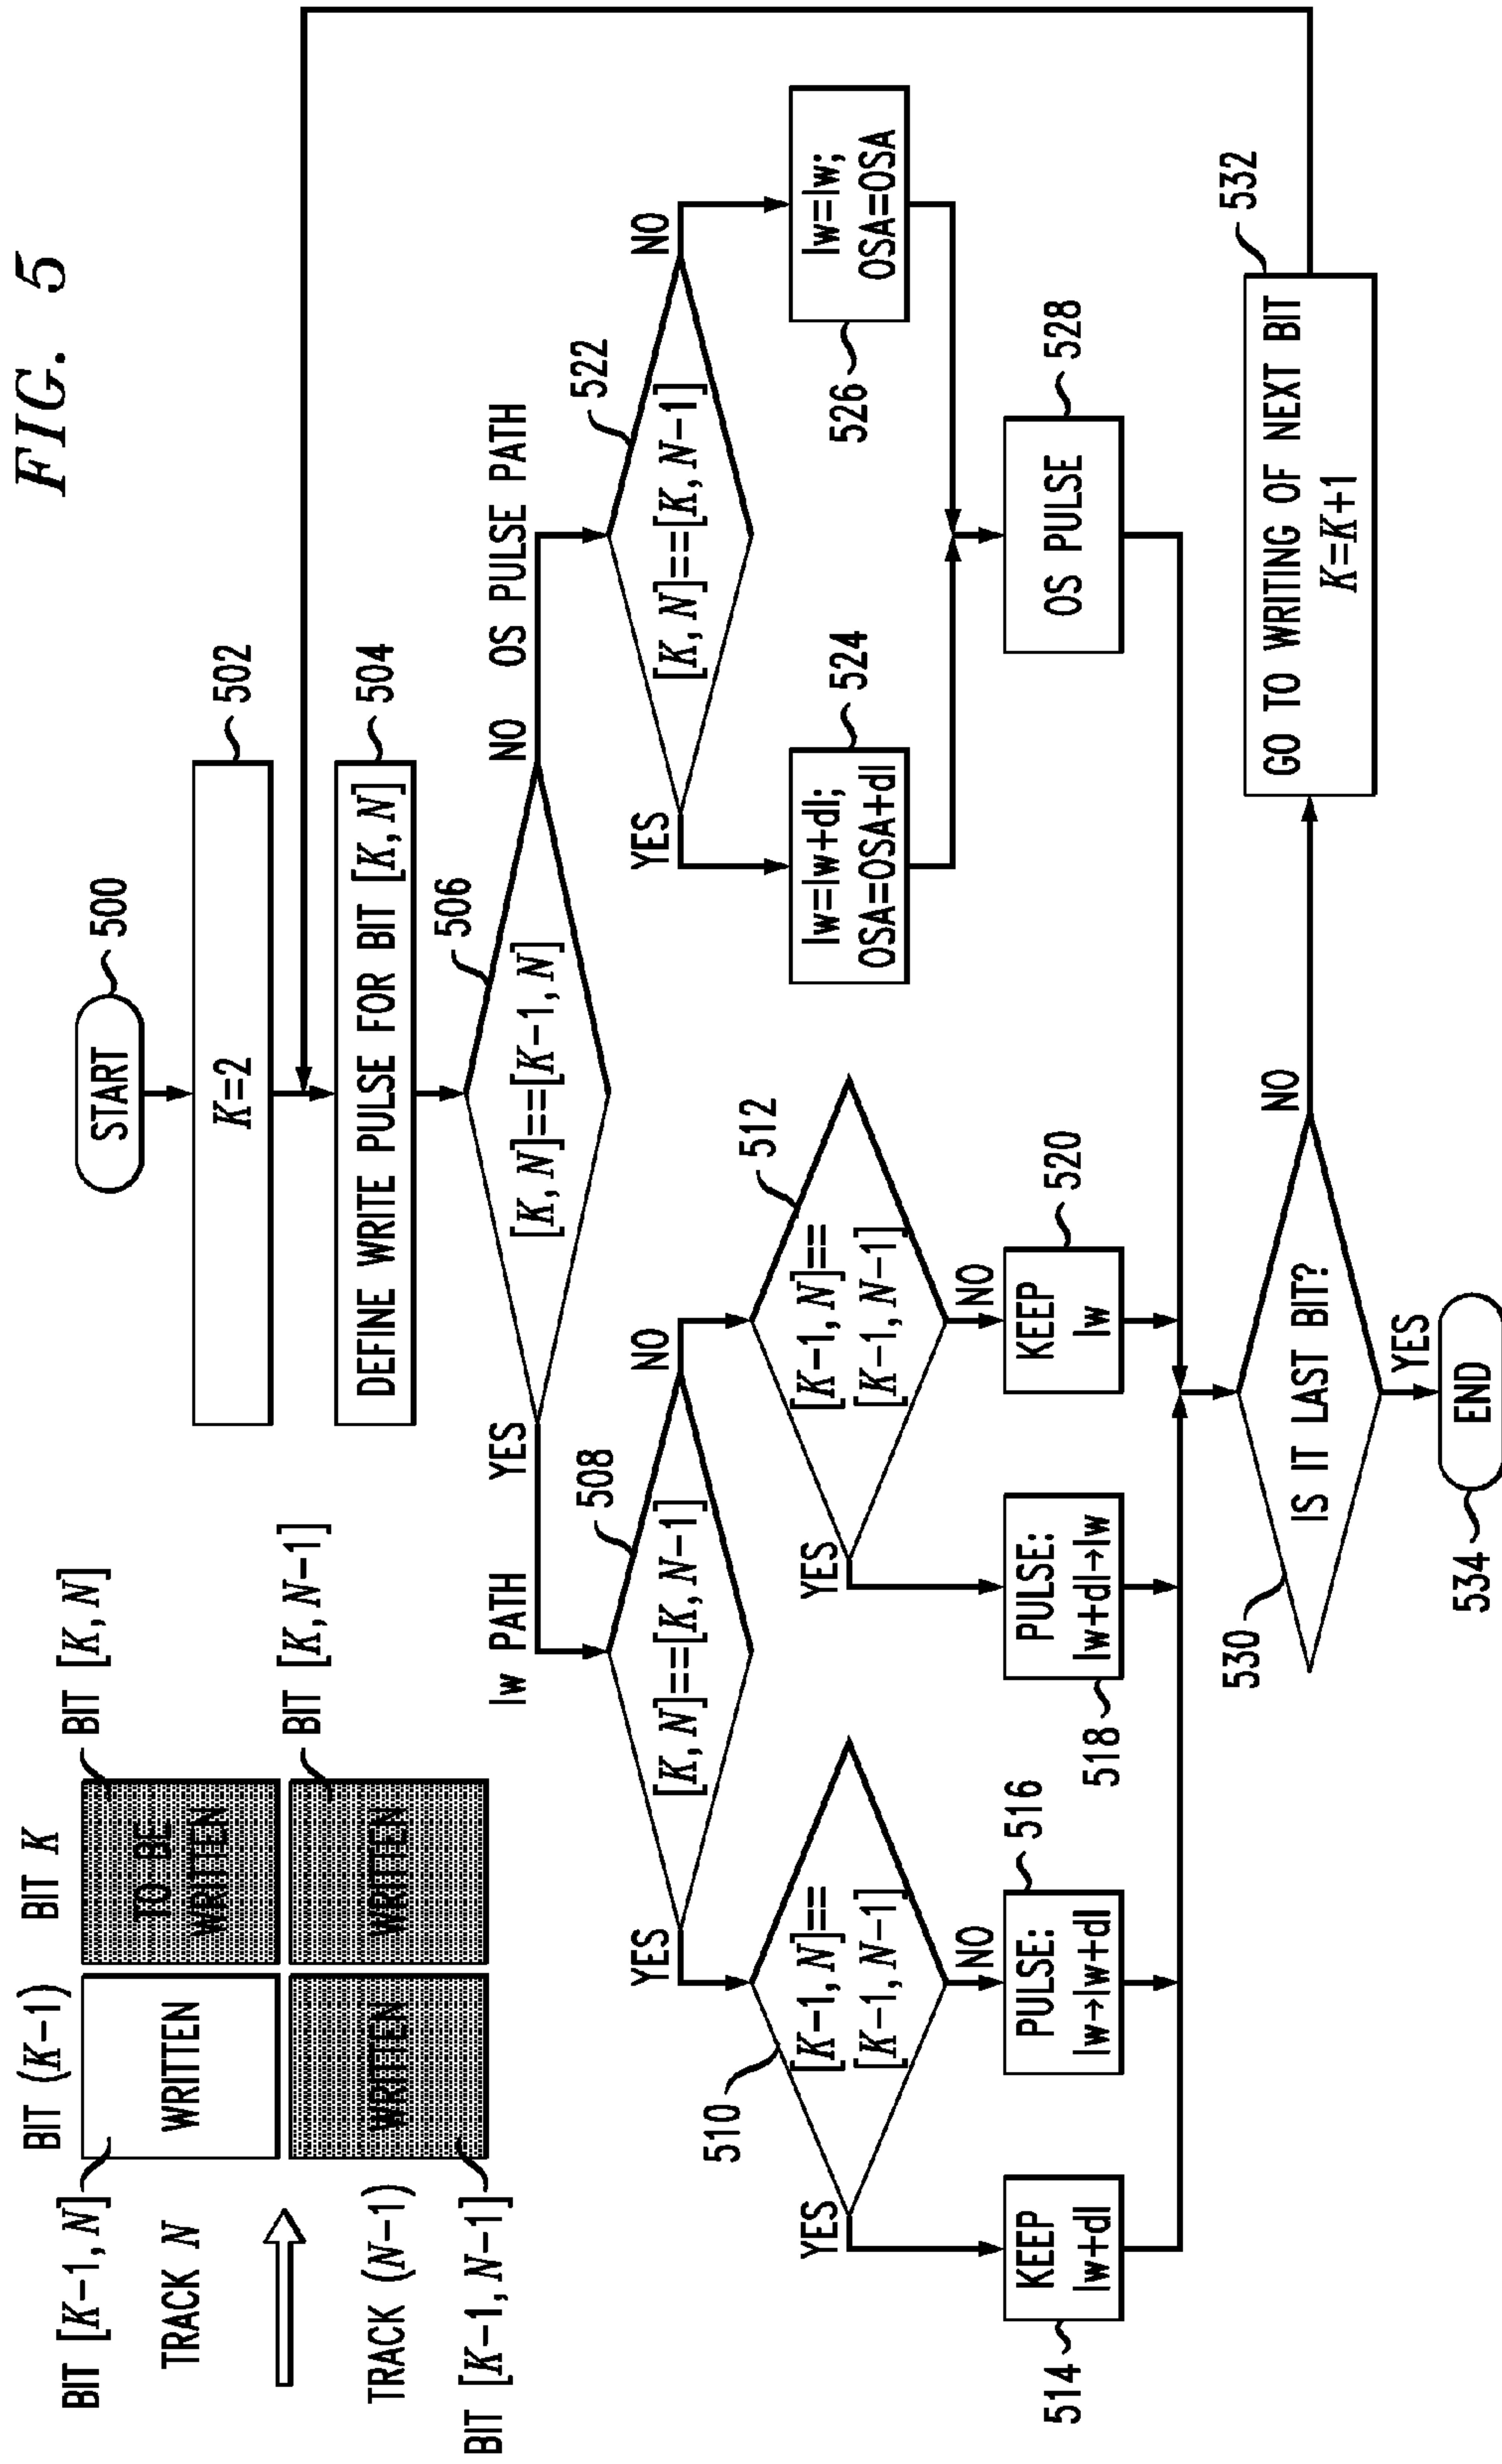 FIG. 5
BIT (K-1)
BIT K
BIT [K-1, N]
BIT [K, N]
TRACK N
WRITTEN
TO BE
WRITTEN
BIT [K, N-1]
TRACK (N-1)
WRITTEN
WRITTEN
BIT [K-1, N-1]
START
500
K=2
502
DEFINE WRITE PULSE FOR BIT [K, N]
504
506
[K, N]==[K-1, N]
Iw PATH
YES
NO
OS PULSE PATH
508
[K, N]==[K, N-1]
522
[K, N]==[K, N-1]
YES
NO
YES
NO
510
[K-1, N]==
[K-1, N-1]
512
[K-1, N]==
[K-1, N-1]
524
Iw=Iw+dI;
OSA=OSA+dI
526
Iw=Iw;
OSA=OSA
YES
NO
YES
NO
514
KEEP
Iw+dI
516
PULSE:
Iw→Iw+dI
518
PULSE:
Iw+dI→Iw
520
KEEP
Iw
OS PULSE
528
530
IS IT LAST BIT?
NO
GO TO WRITING OF NEXT BIT
K=K+1
532
YES
534
END